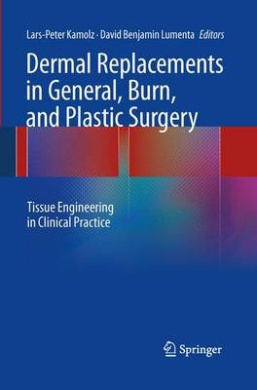 Lars-Peter Kamolz · David Benjamin Lumenta Editors
Dermal Replacements
in General, Burn,
and Plastic Surgery
Tissue Engineering
in Clinical Practice
Springer